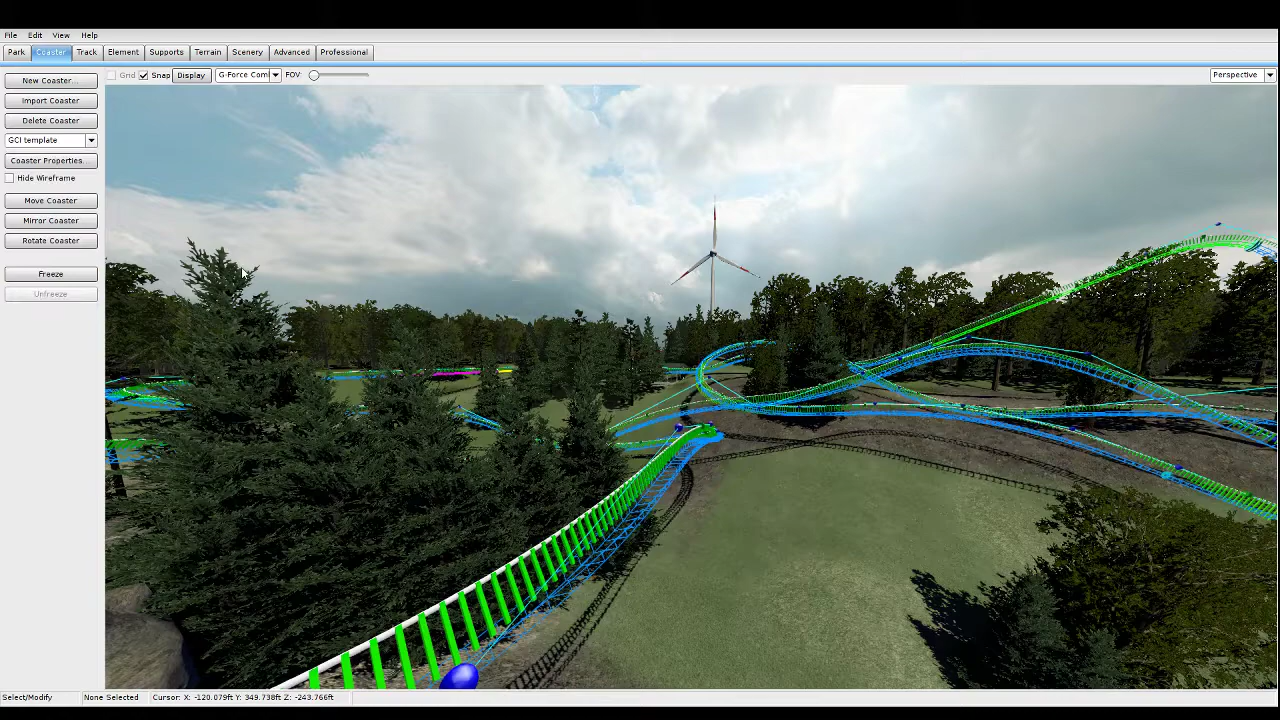 File Edit View Help
Park Coaster Track Element Supports Terrain Scenery Advanced Professional
Grid Snap Display G-Force Coml FOV: Perspective
New Coaster...
Import Coaster
Delete Coaster
GCI template
Coaster Properties...
Hide Wireframe
Move Coaster
Mirror Coaster
Rotate Coaster
Freeze
Unfreeze
Select/Modify None Selected Cursor: X: -120.079ft Y: 349.738ft Z: -243.766ft